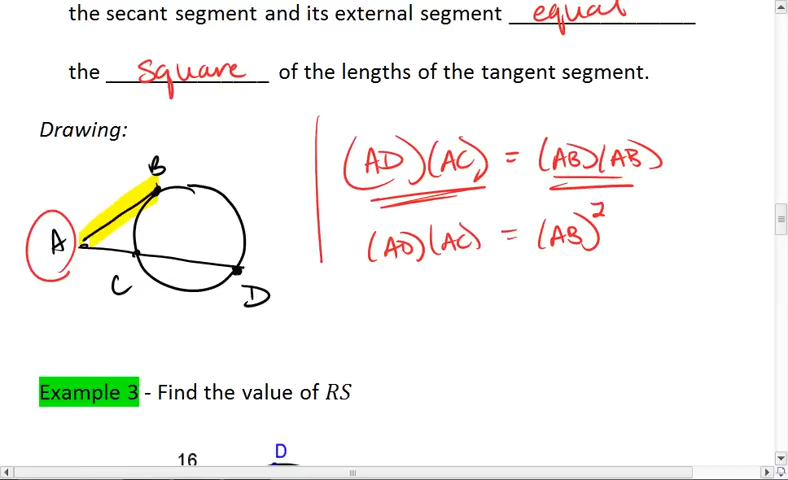 the secant segment and its external segment equal
the square of the lengths of the tangent segment.
Drawing:
B
A
C
D
(AD)(AC) = (AB)(AB)
(AD)(AC) = (AB)²
Example 3 - Find the value of RS
16
D